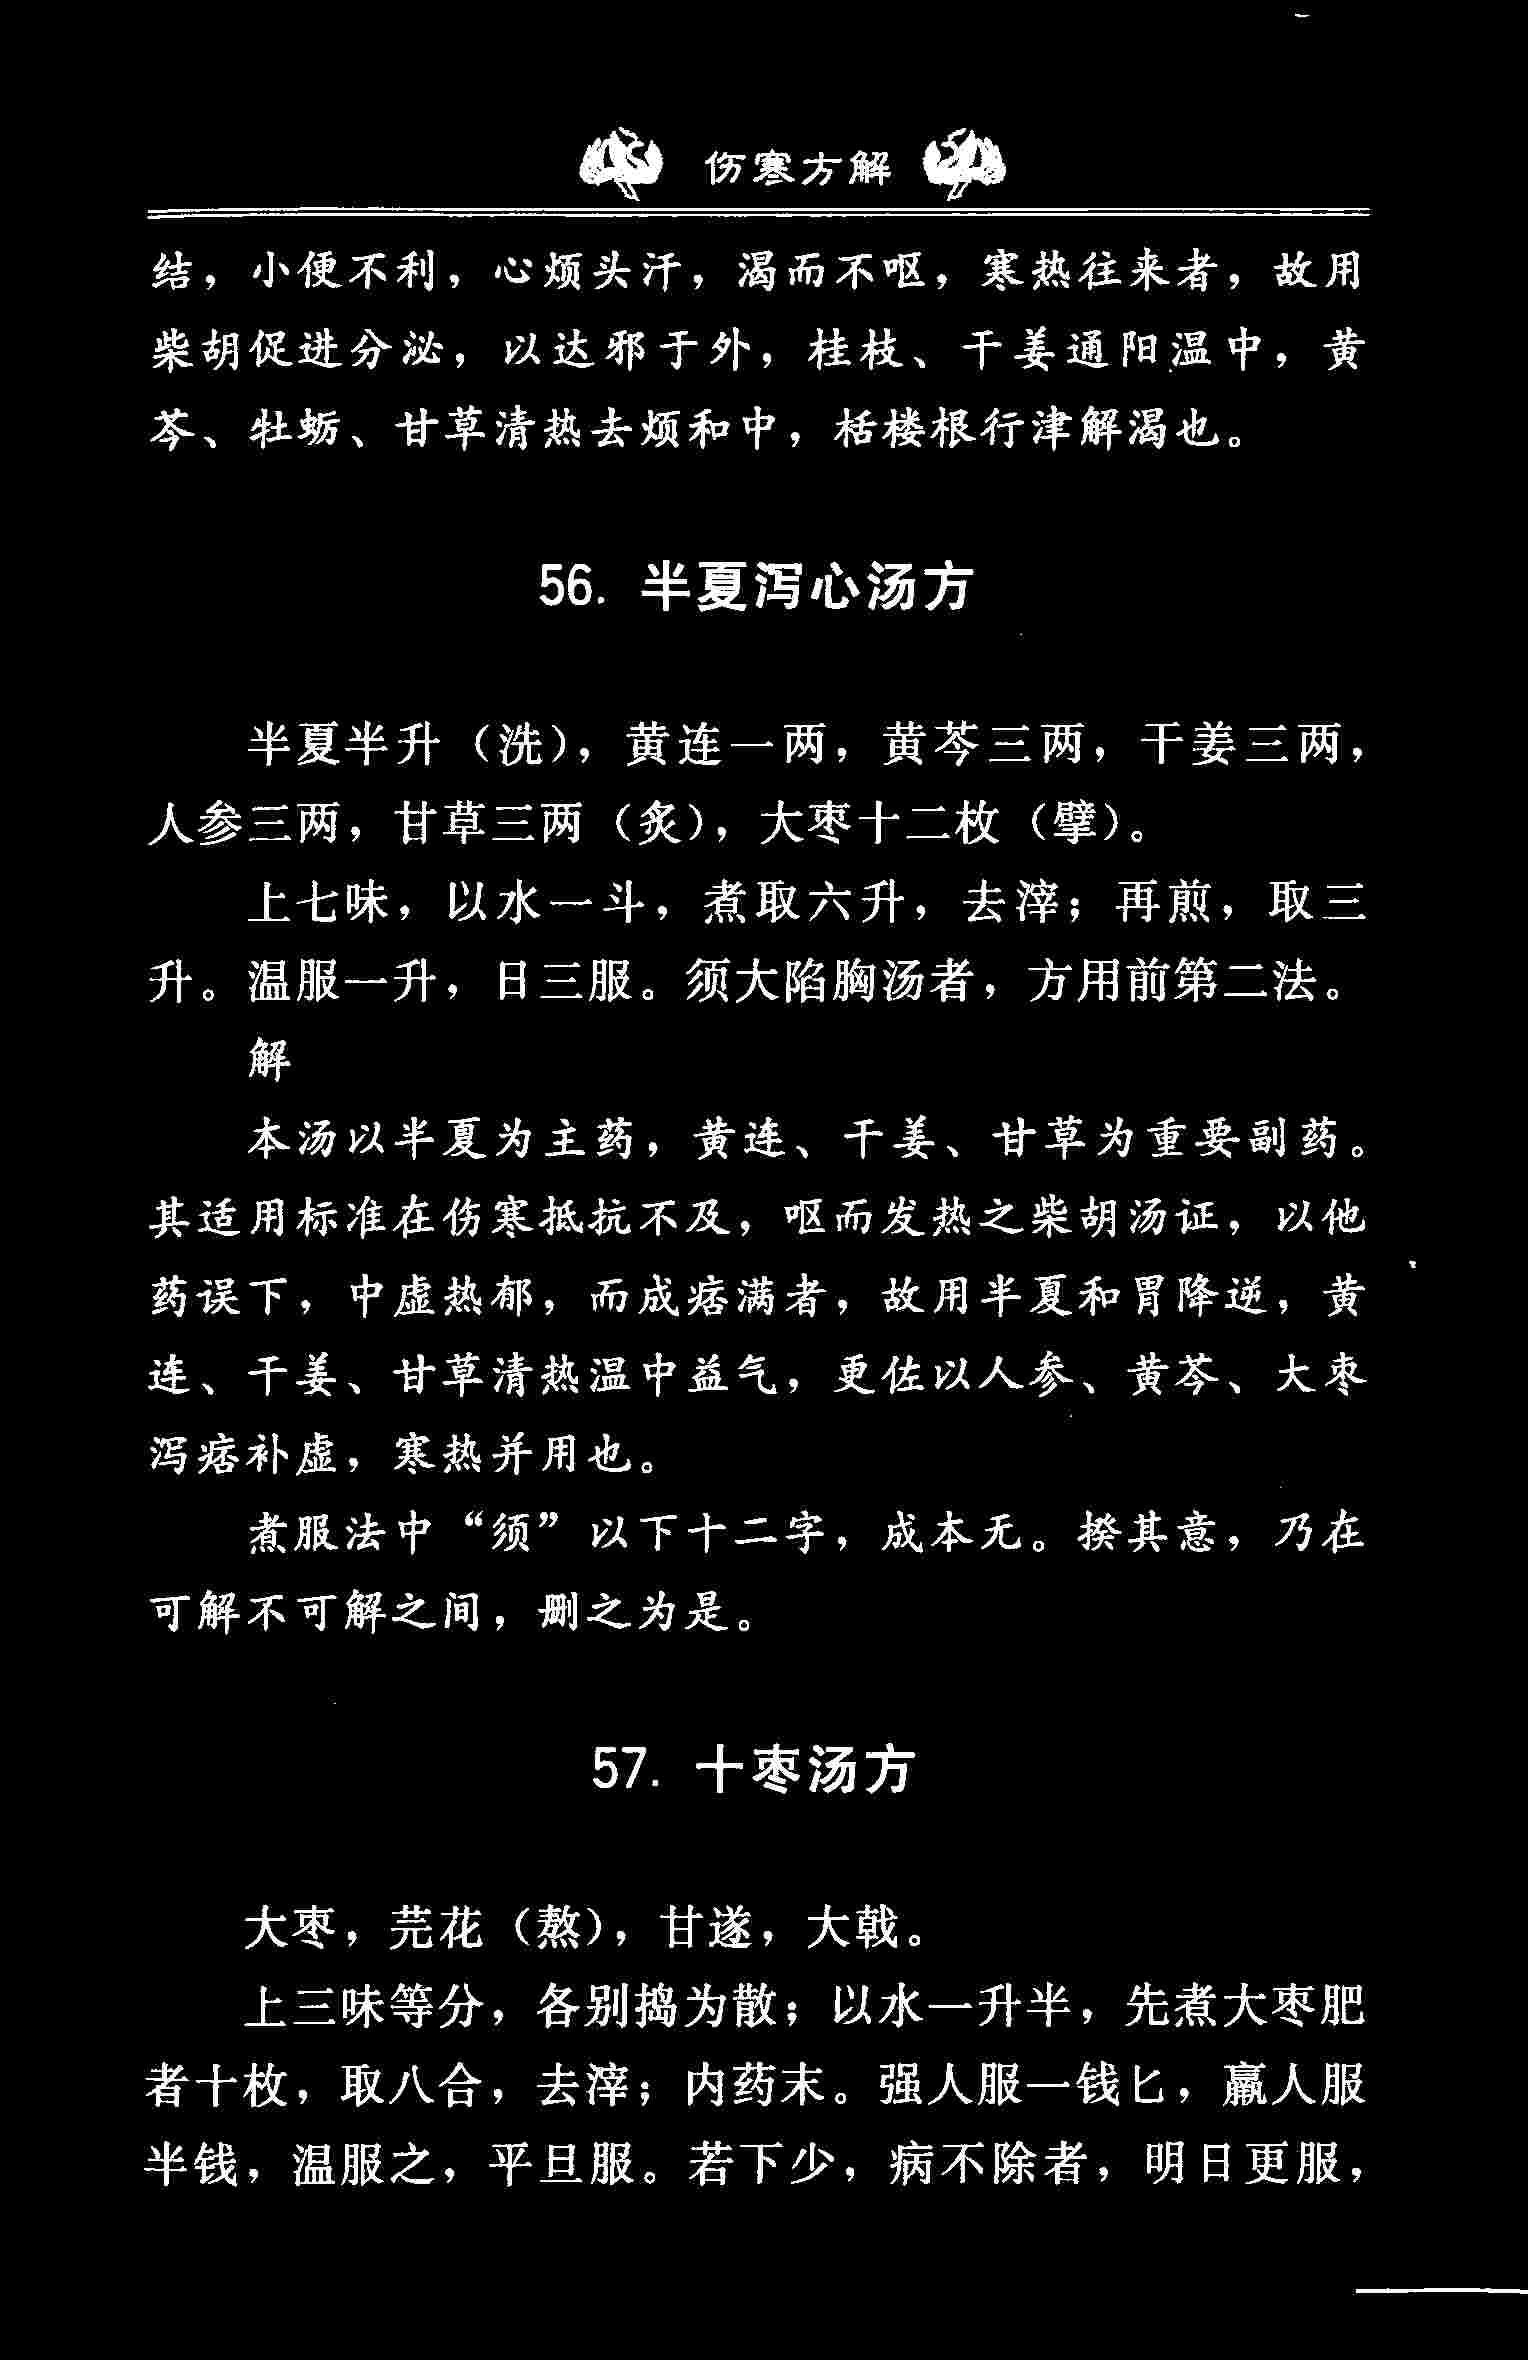 伤寒方解
结，小便不利，心烦头汗，渴而不呕，寒热往来者，故用
柴胡促进分泌，以达邪于外，桂枝、干姜通阳温中，黄
芩、牡蛎、甘草清热去烦和中，栝楼根行津解渴也。
56. 半夏泻心汤方
半夏半升（洗），黄连一两，黄芩三两，干姜三两，
人参三两，甘草三两（炙），大枣十二枚（擘）。
上七味，以水一斗，煮取六升，去滓；再煎，取三
升。温服一升，日三服。须大陷胸汤者，方用前第二法。
解
本汤以半夏为主药，黄连、干姜、甘草为重要副药。
其适用标准在伤寒抵抗不及，呕而发热之柴胡汤证，以他
药误下，中虚热郁，而成痞满者，故用半夏和胃降逆，黄
连、干姜、甘草清热温中益气，更佐以人参、黄芩、大枣
泻痞补虚，寒热并用也。
煮服法中“须”以下十二字，成本无。揆其意，乃在
可解不可解之间，删之为是。
57. 十枣汤方
大枣，芫花（熬），甘遂，大戟。
上三味等分，各别捣为散；以水一升半，先煮大枣肥
者十枚，取八合，去滓；内药末。强人服一钱匕，羸人服
半钱，温服之，平旦服。若下少，病不除者，明日更服，